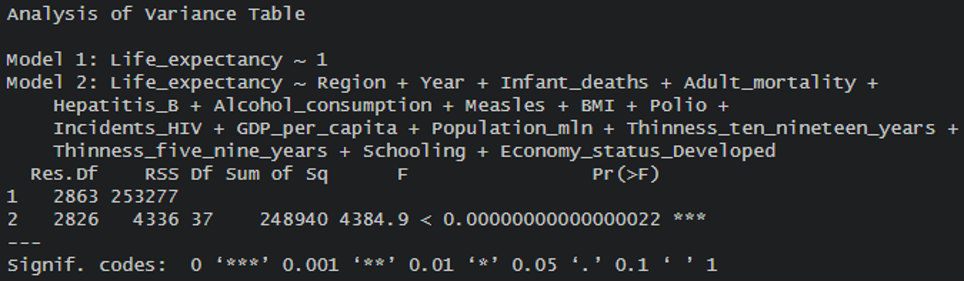 Analysis of Variance Table
Model 1: Life_expectancy ~ 1
Model 2: Life_expectancy ~ Region + Year + Infant_deaths + Adult_mortality +
Hepatitis_B + Alcohol_consumption + Measles + BMI + Polio +
Incidents_HIV + GDP_per_capita + Population_mln + Thinness_ten_nineteen_years +
Thinness_five_nine_years + Schooling + Economy_status_Developed
Res.Df RSS Df Sum of Sq F Pr(>F)
1 2863 253277
2 2826 4336 37 248940 4384.9 < 0.00000000000000022 ***
---
Signif. codes: 0 ‘***’ 0.001 ‘**’ 0.01 ‘*’ 0.05 ‘.’ 0.1 ‘ ’ 1